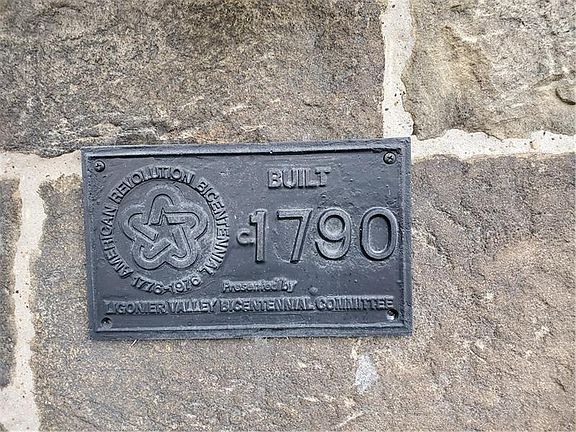 AMERICAN REVOLUTION BICENTENNIAL
1776-1976
BUILT
c1790
Presented by
LIGONIER VALLEY BICENTENNIAL COMMITTEE